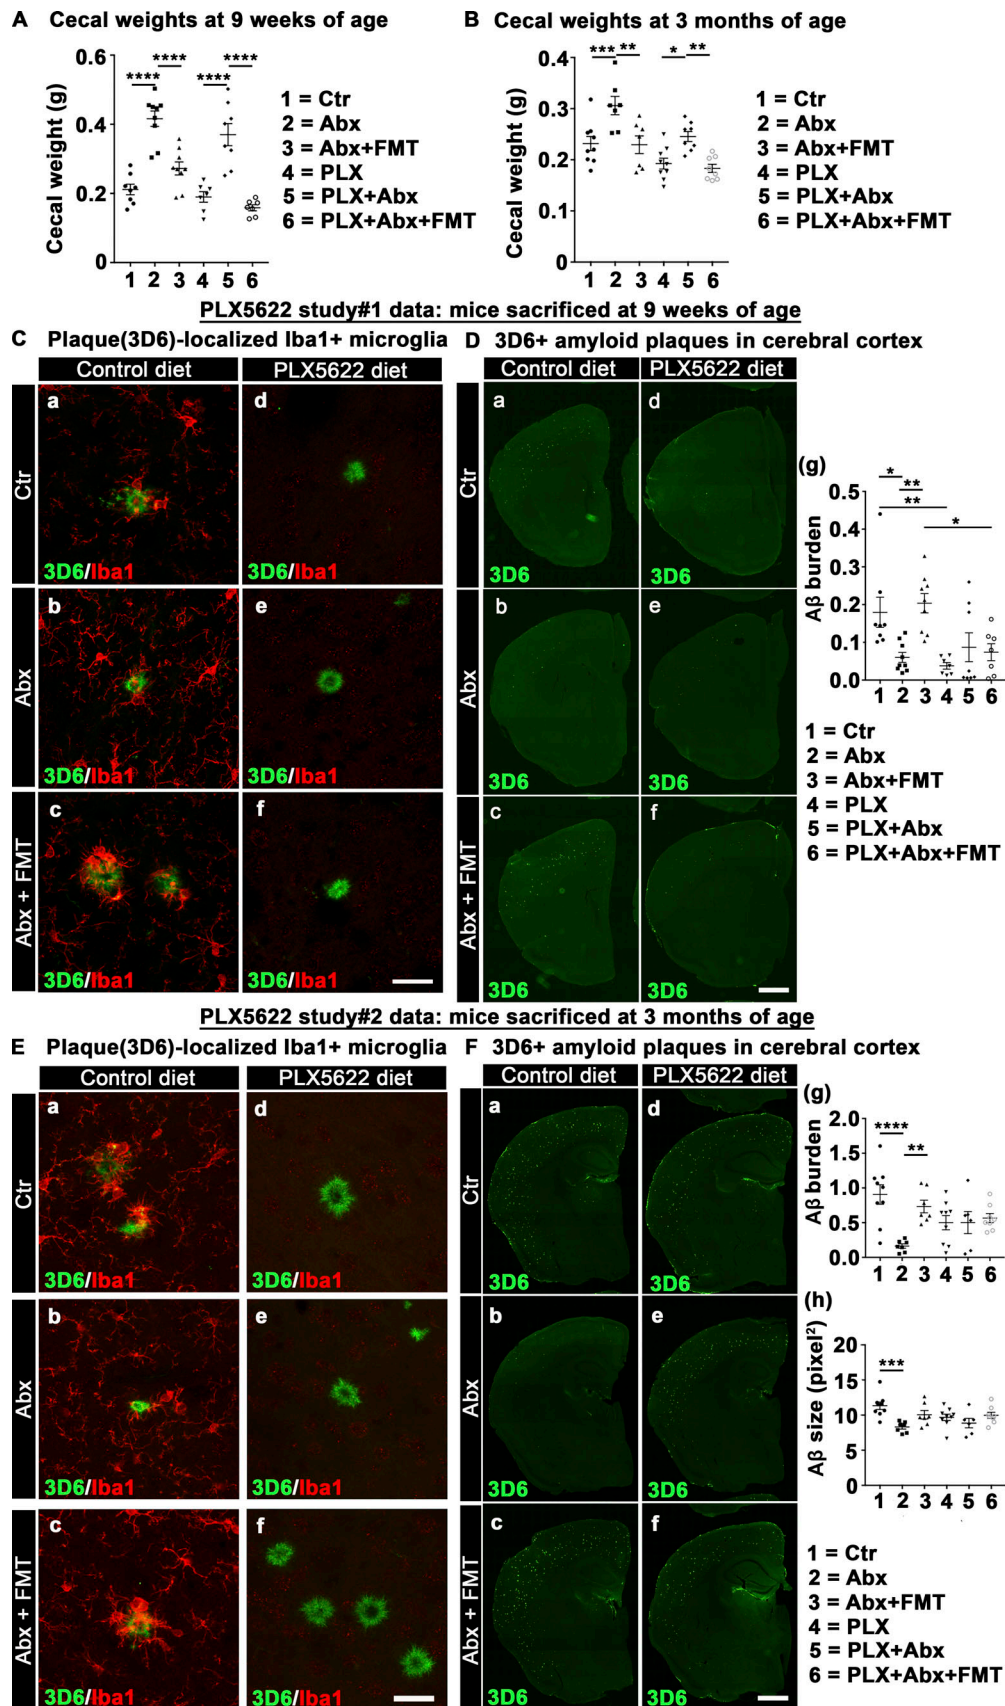 A Cecal weights at 9 weeks of age
**** **** **** ****
Cecal weight (g)
0.6
0.4
0.2
0
1 2 3 4 5 6
1 = Ctr
2 = Abx
3 = Abx+FMT
4 = PLX
5 = PLX+Abx
6 = PLX+Abx+FMT
B Cecal weights at 3 months of age
*** ** * **
Cecal weight (g)
0.4
0.3
0.2
0.1
0
1 2 3 4 5 6
1 = Ctr
2 = Abx
3 = Abx+FMT
4 = PLX
5 = PLX+Abx
6 = PLX+Abx+FMT
PLX5622 study#1 data: mice sacrificed at 9 weeks of age
C Plaque(3D6)-localized Iba1+ microglia
Control diet PLX5622 diet
Ctr
a
3D6/Iba1
d
3D6/Iba1
Abx
b
3D6/Iba1
e
3D6/Iba1
Abx + FMT
c
3D6/Iba1
f
3D6/Iba1
D 3D6+ amyloid plaques in cerebral cortex
Control diet PLX5622 diet
Ctr
a
3D6
d
3D6
Abx
b
3D6
e
3D6
Abx + FMT
c
3D6
f
3D6
(g)
*
**
**
*
Aβ burden
0.5
0.4
0.3
0.2
0.1
0.0
1 2 3 4 5 6
1 = Ctr
2 = Abx
3 = Abx+FMT
4 = PLX
5 = PLX+Abx
6 = PLX+Abx+FMT
PLX5622 study#2 data: mice sacrificed at 3 months of age
E Plaque(3D6)-localized Iba1+ microglia
Control diet PLX5622 diet
Ctr
a
3D6/Iba1
d
3D6/Iba1
Abx
b
3D6/Iba1
e
3D6/Iba1
Abx + FMT
c
3D6/Iba1
f
3D6/Iba1
F 3D6+ amyloid plaques in cerebral cortex
Control diet PLX5622 diet
Ctr
a
3D6
d
3D6
Abx
b
3D6
e
3D6
Abx + FMT
c
3D6
f
3D6
(g)
****
**
Aβ burden
2.0
1.5
1.0
0.5
0.0
1 2 3 4 5 6
(h)
***
Aβ size (pixel²)
20
15
10
5
0
1 2 3 4 5 6
1 = Ctr
2 = Abx
3 = Abx+FMT
4 = PLX
5 = PLX+Abx
6 = PLX+Abx+FMT